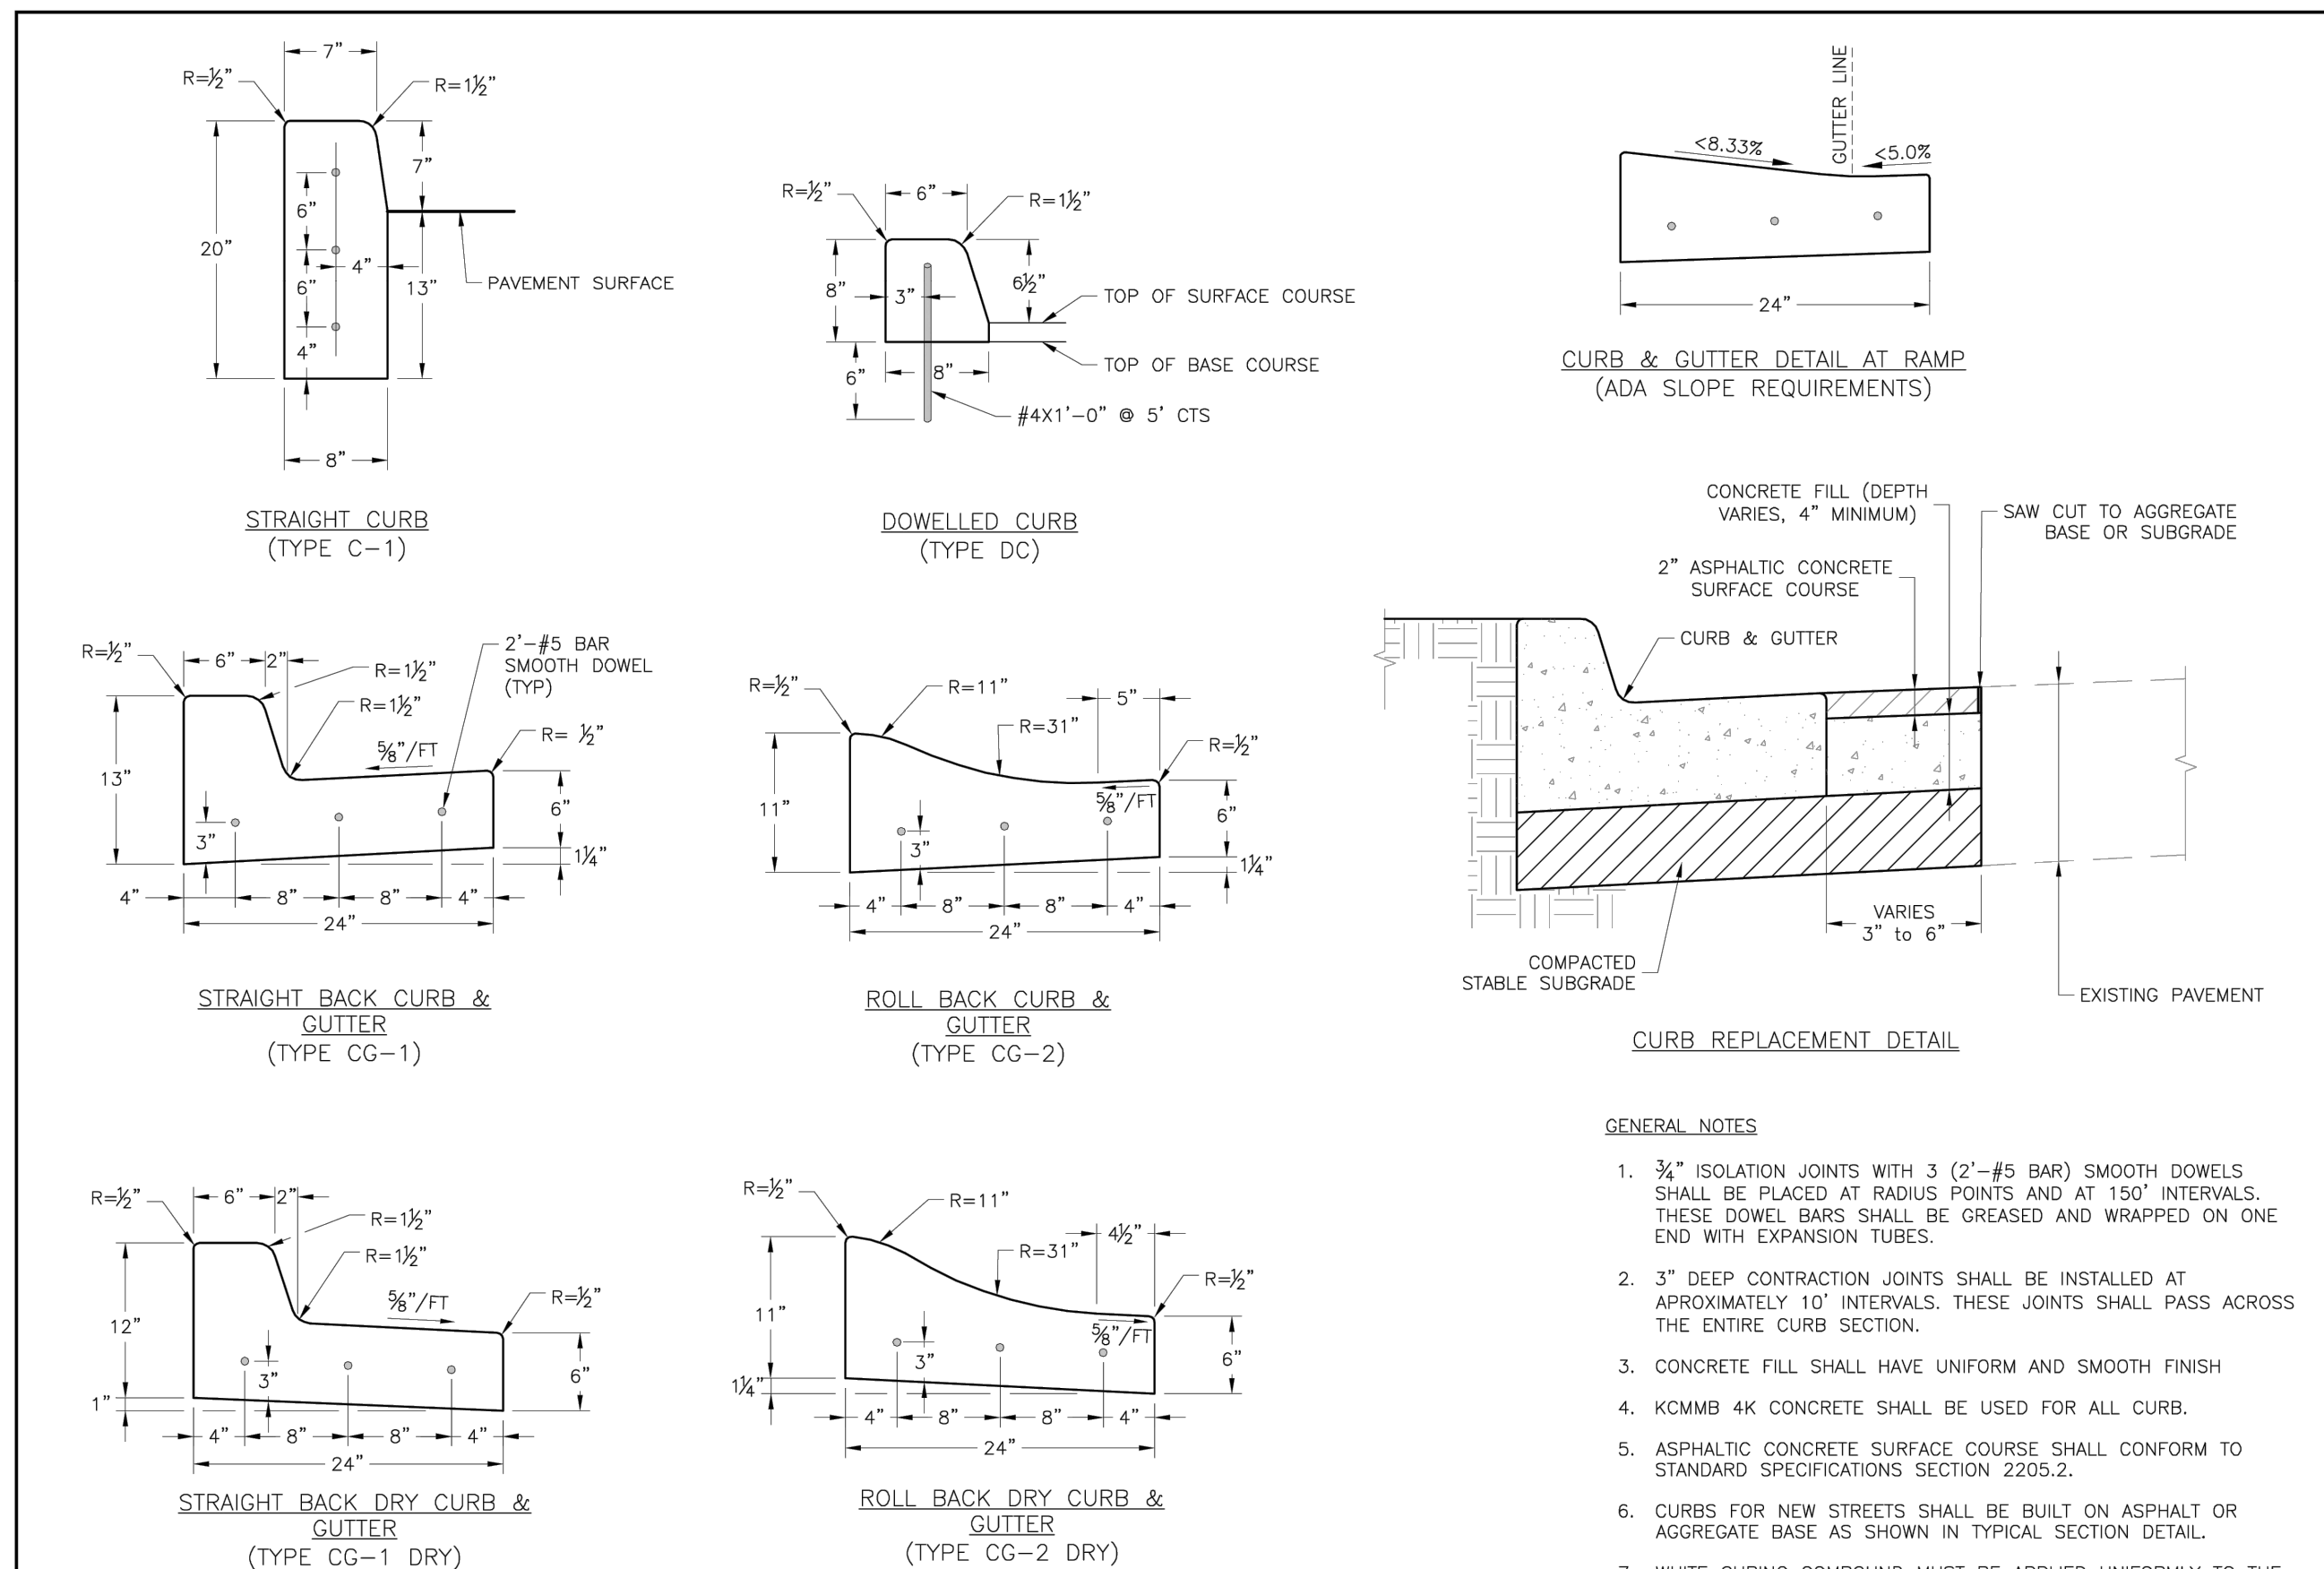 7"
R=½"
R=1½"
7"
6"
20"
4"
6"
13"
PAVEMENT SURFACE
4"
8"
STRAIGHT CURB
(TYPE C-1)
R=½"
6"
R=1½"
8"
3"
6½"
TOP OF SURFACE COURSE
TOP OF BASE COURSE
6"
8"
#4X1'-0" @ 5' CTS
DOWELLED CURB
(TYPE DC)
GUTTER LINE
<8.33%
<5.0%
24"
CURB & GUTTER DETAIL AT RAMP
(ADA SLOPE REQUIREMENTS)
R=½"
6"
2"
R=1½"
R=1½"
2'-#5 BAR
SMOOTH DOWEL
(TYP)
⅝"/FT
R= ½"
13"
6"
3"
1¼"
4"
8"
8"
4"
24"
STRAIGHT BACK CURB &
GUTTER
(TYPE CG-1)
R=½"
R=11"
5"
R=31"
R=½"
11"
⅝"/FT
6"
3"
1¼"
4"
8"
8"
4"
24"
ROLL BACK CURB &
GUTTER
(TYPE CG-2)
CONCRETE FILL (DEPTH
VARIES, 4" MINIMUM)
SAW CUT TO AGGREGATE
BASE OR SUBGRADE
2" ASPHALTIC CONCRETE
SURFACE COURSE
CURB & GUTTER
VARIES
3" to 6"
COMPACTED
STABLE SUBGRADE
EXISTING PAVEMENT
CURB REPLACEMENT DETAIL
R=½"
6"
2"
R=1½"
R=1½"
⅝"/FT
R=½"
12"
3"
6"
1"
4"
8"
8"
4"
24"
STRAIGHT BACK DRY CURB &
GUTTER
(TYPE CG-1 DRY)
R=½"
R=11"
4½"
R=31"
R=½"
11"
⅝"/FT
3"
6"
1¼"
4"
8"
8"
4"
24"
ROLL BACK DRY CURB &
GUTTER
(TYPE CG-2 DRY)
GENERAL NOTES
1. ¾" ISOLATION JOINTS WITH 3 (2'-#5 BAR) SMOOTH DOWELS
SHALL BE PLACED AT RADIUS POINTS AND AT 150' INTERVALS.
THESE DOWEL BARS SHALL BE GREASED AND WRAPPED ON ONE
END WITH EXPANSION TUBES.
2. 3" DEEP CONTRACTION JOINTS SHALL BE INSTALLED AT
APROXIMATELY 10' INTERVALS. THESE JOINTS SHALL PASS ACROSS
THE ENTIRE CURB SECTION.
3. CONCRETE FILL SHALL HAVE UNIFORM AND SMOOTH FINISH
4. KCMMB 4K CONCRETE SHALL BE USED FOR ALL CURB.
5. ASPHALTIC CONCRETE SURFACE COURSE SHALL CONFORM TO
STANDARD SPECIFICATIONS SECTION 2205.2.
6. CURBS FOR NEW STREETS SHALL BE BUILT ON ASPHALT OR
AGGREGATE BASE AS SHOWN IN TYPICAL SECTION DETAIL.
7. WHITE CURING COMPOUND MUST BE APPLIED UNIFORMLY TO THE